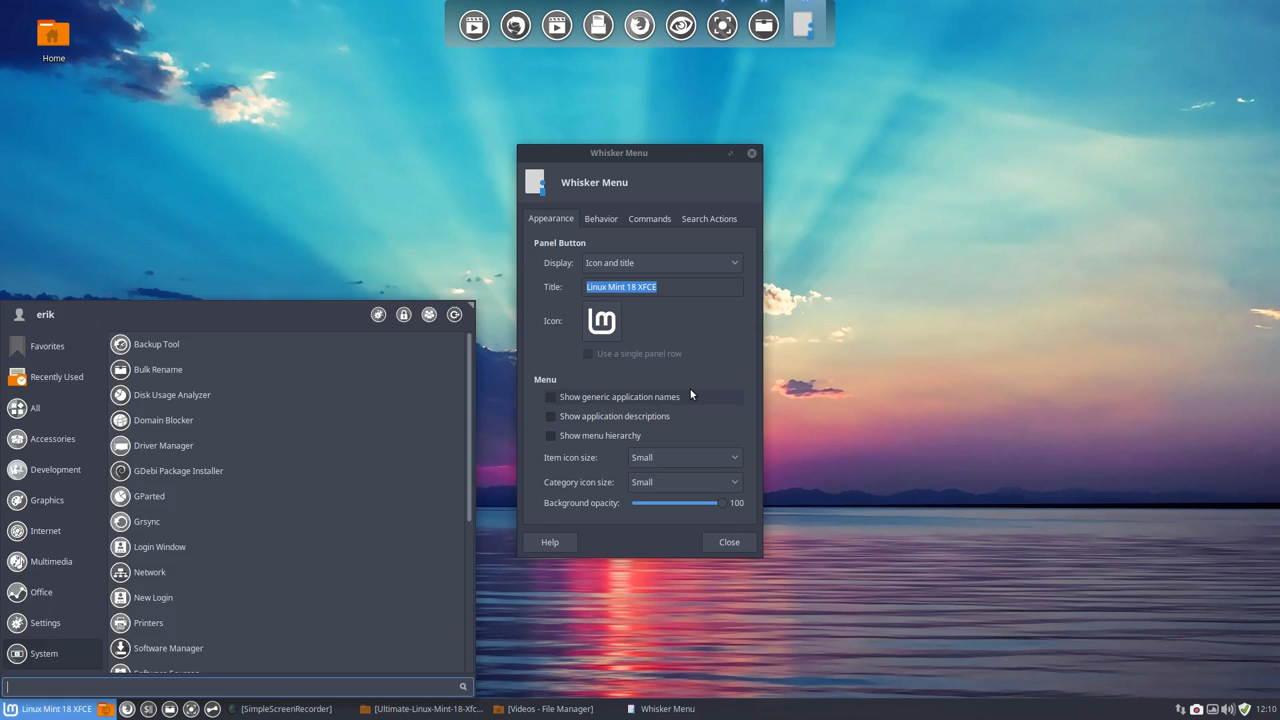 Home
Whisker Menu
Whisker Menu
Appearance
Behavior
Commands
Search Actions
Panel Button
Display:
Icon and title
Title:
Linux Mint 18 XFCE
Icon:
Use a single panel row
Menu
Show generic application names
Show application descriptions
Show menu hierarchy
Item icon size:
Small
Category icon size:
Small
Background opacity:
100
Help
Close
erik
Favorites
Recently Used
All
Accessories
Development
Graphics
Internet
Multimedia
Office
Settings
System
Backup Tool
Bulk Rename
Disk Usage Analyzer
Domain Blocker
Driver Manager
GDebi Package Installer
GParted
Grsync
Login Window
Network
New Login
Printers
Software Manager
Software Sources
Linux Mint 18 XFCE
[SimpleScreenRecorder]
[Ultimate-Linux-Mint-18-Xfc...
[Videos - File Manager]
Whisker Menu
12:10